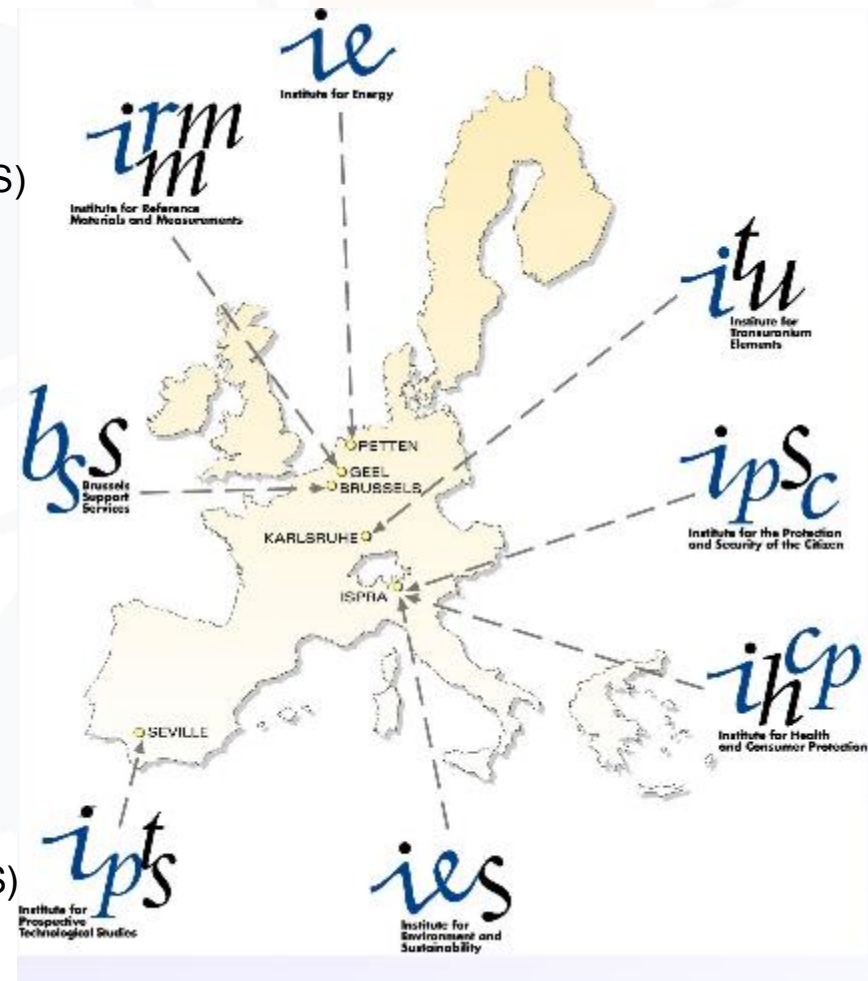 ie
Institute for Energy
irmm
Institute for Reference
Materials and Measurements
S)
itu
Institute for
Transuranium
Elements
bss
Brussels
Support
Services
PETTEN
GEEL
BRUSSELS
KARLSRUHE
ISPRA
SEVILLE
ipsc
Institute for the Protection
and Security of the Citizen
ihcp
Institute for Health
and Consumer Protection
ipts
Institute for
Prospective
Technological Studies
S)
ies
Institute for
Environment and
Sustainability